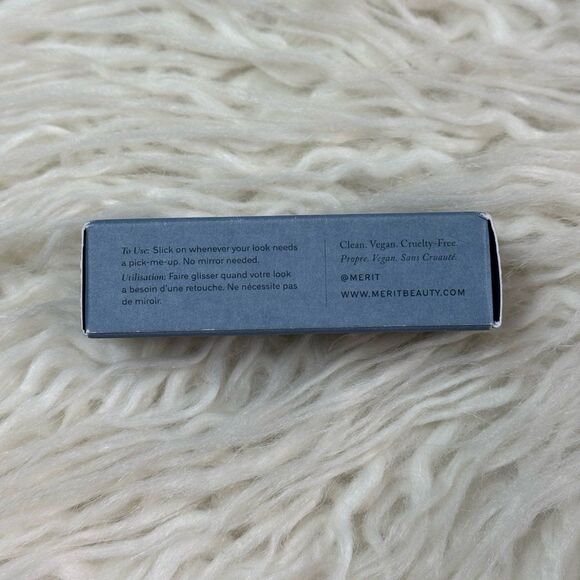 To Use: Slick on whenever your look needs
a pick-me-up. No mirror needed.
Utilisation: Faire glisser quand votre look
a besoin d'une retouche. Ne nécessite pas
de miroir.
Clean. Vegan. Cruelty-Free.
Propre. Vegan. Sans Cruauté.
@MERIT
WWW.MERITBEAUTY.COM